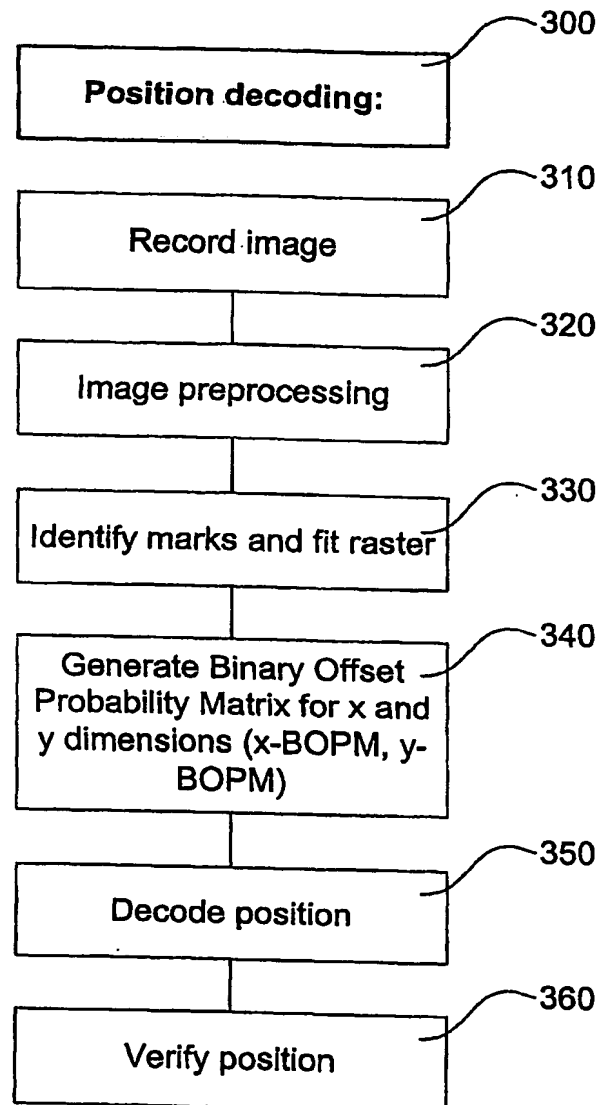 300
Position decoding:
310
Record image
320
Image preprocessing
330
Identify marks and fit raster
340
Generate Binary Offset
Probability Matrix for x and
y dimensions (x-BOPM, y-
BOPM)
350
Decode position
360
Verify position